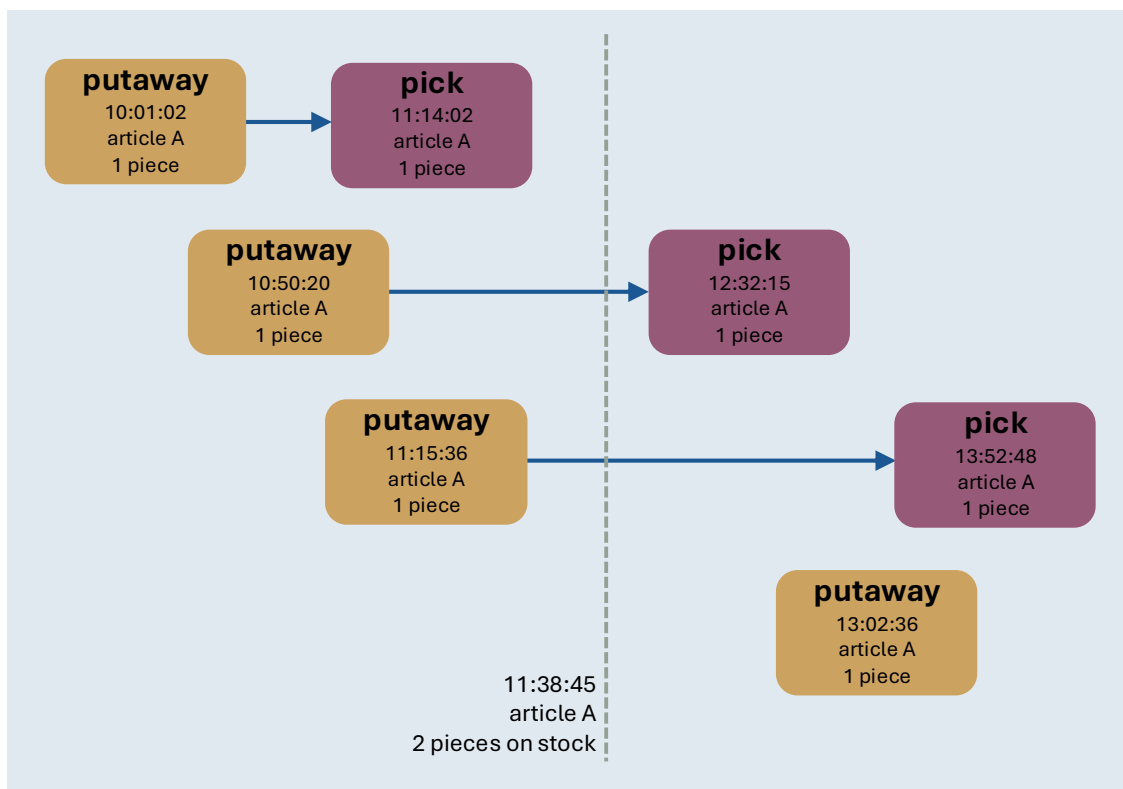 putaway
10:01:02
article A
1 piece
pick
11:14:02
article A
1 piece
putaway
10:50:20
article A
1 piece
pick
12:32:15
article A
1 piece
putaway
11:15:36
article A
1 piece
pick
13:52:48
article A
1 piece
putaway
13:02:36
article A
1 piece
11:38:45
article A
2 pieces on stock